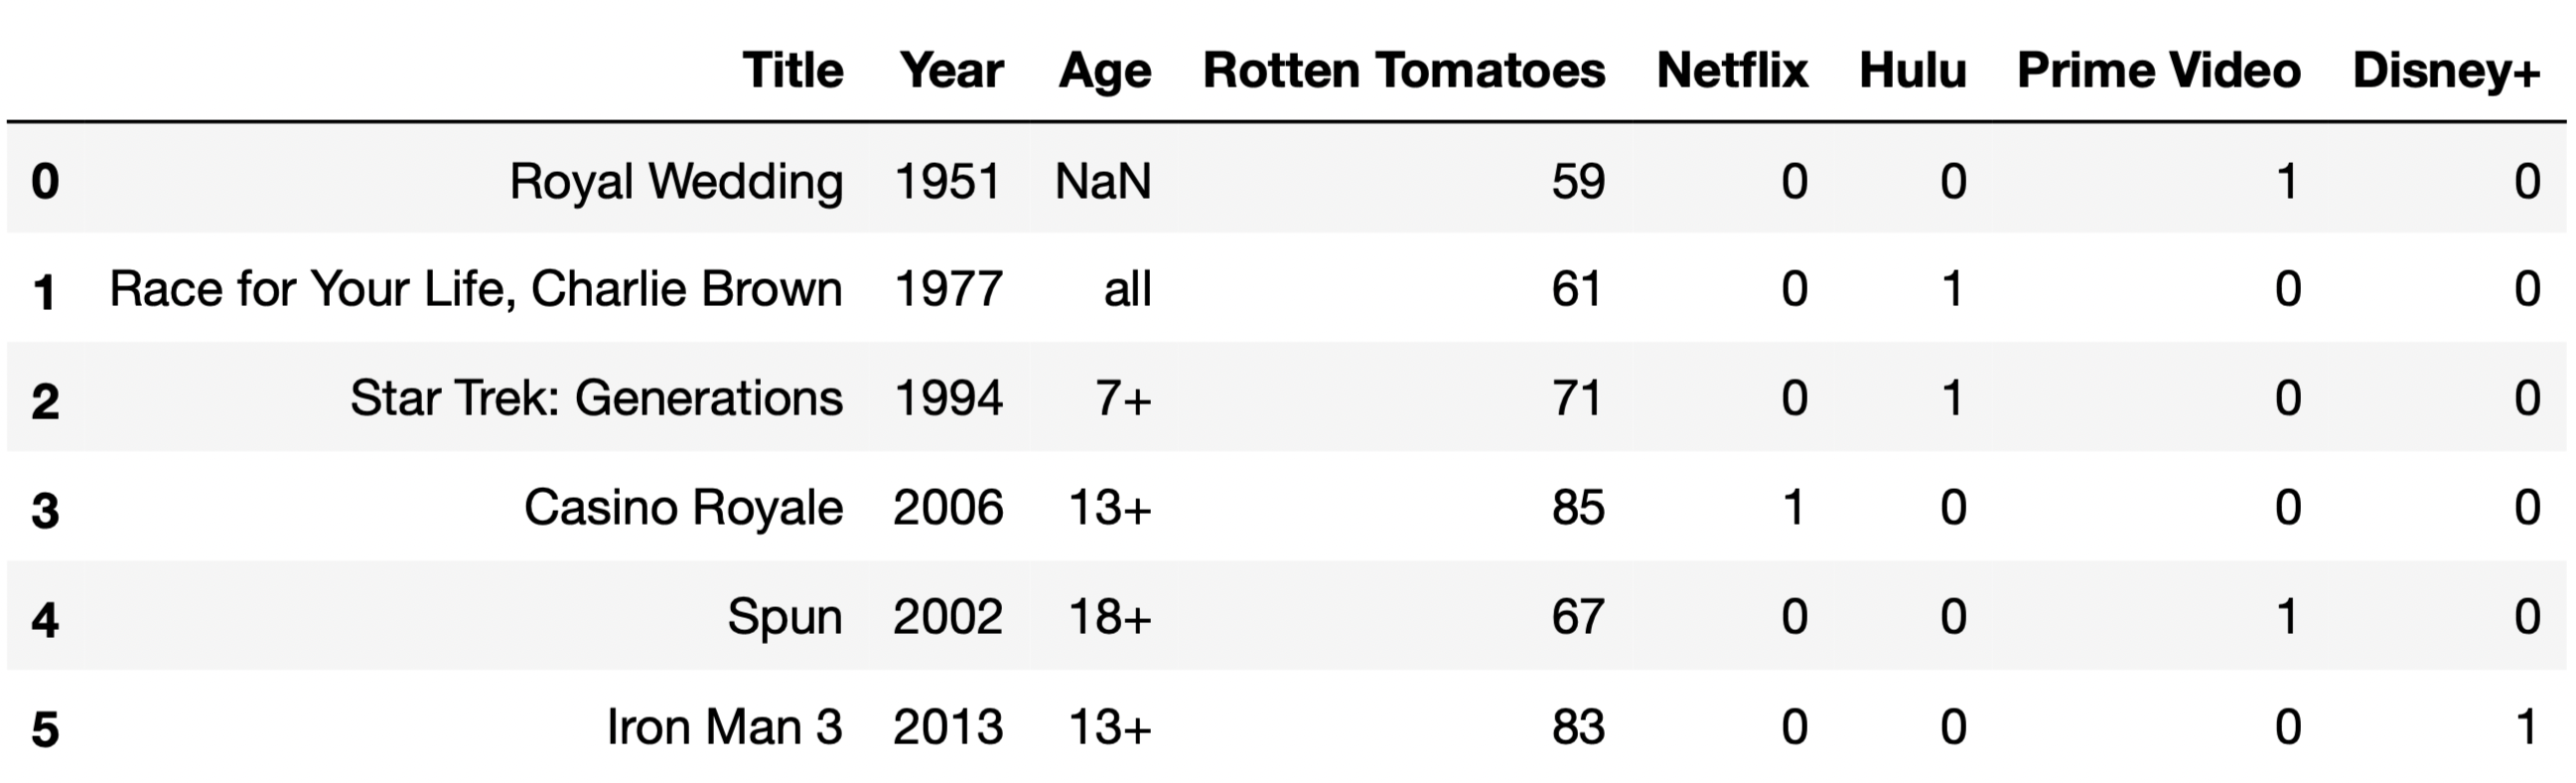 Title Year Age Rotten Tomatoes Netflix Hulu Prime Video Disney+
0 Royal Wedding 1951 NaN 59 0 0 1 0
1 Race for Your Life, Charlie Brown 1977 all 61 0 1 0 0
2 Star Trek: Generations 1994 7+ 71 0 1 0 0
3 Casino Royale 2006 13+ 85 1 0 0 0
4 Spun 2002 18+ 67 0 0 1 0
5 Iron Man 3 2013 13+ 83 0 0 0 1